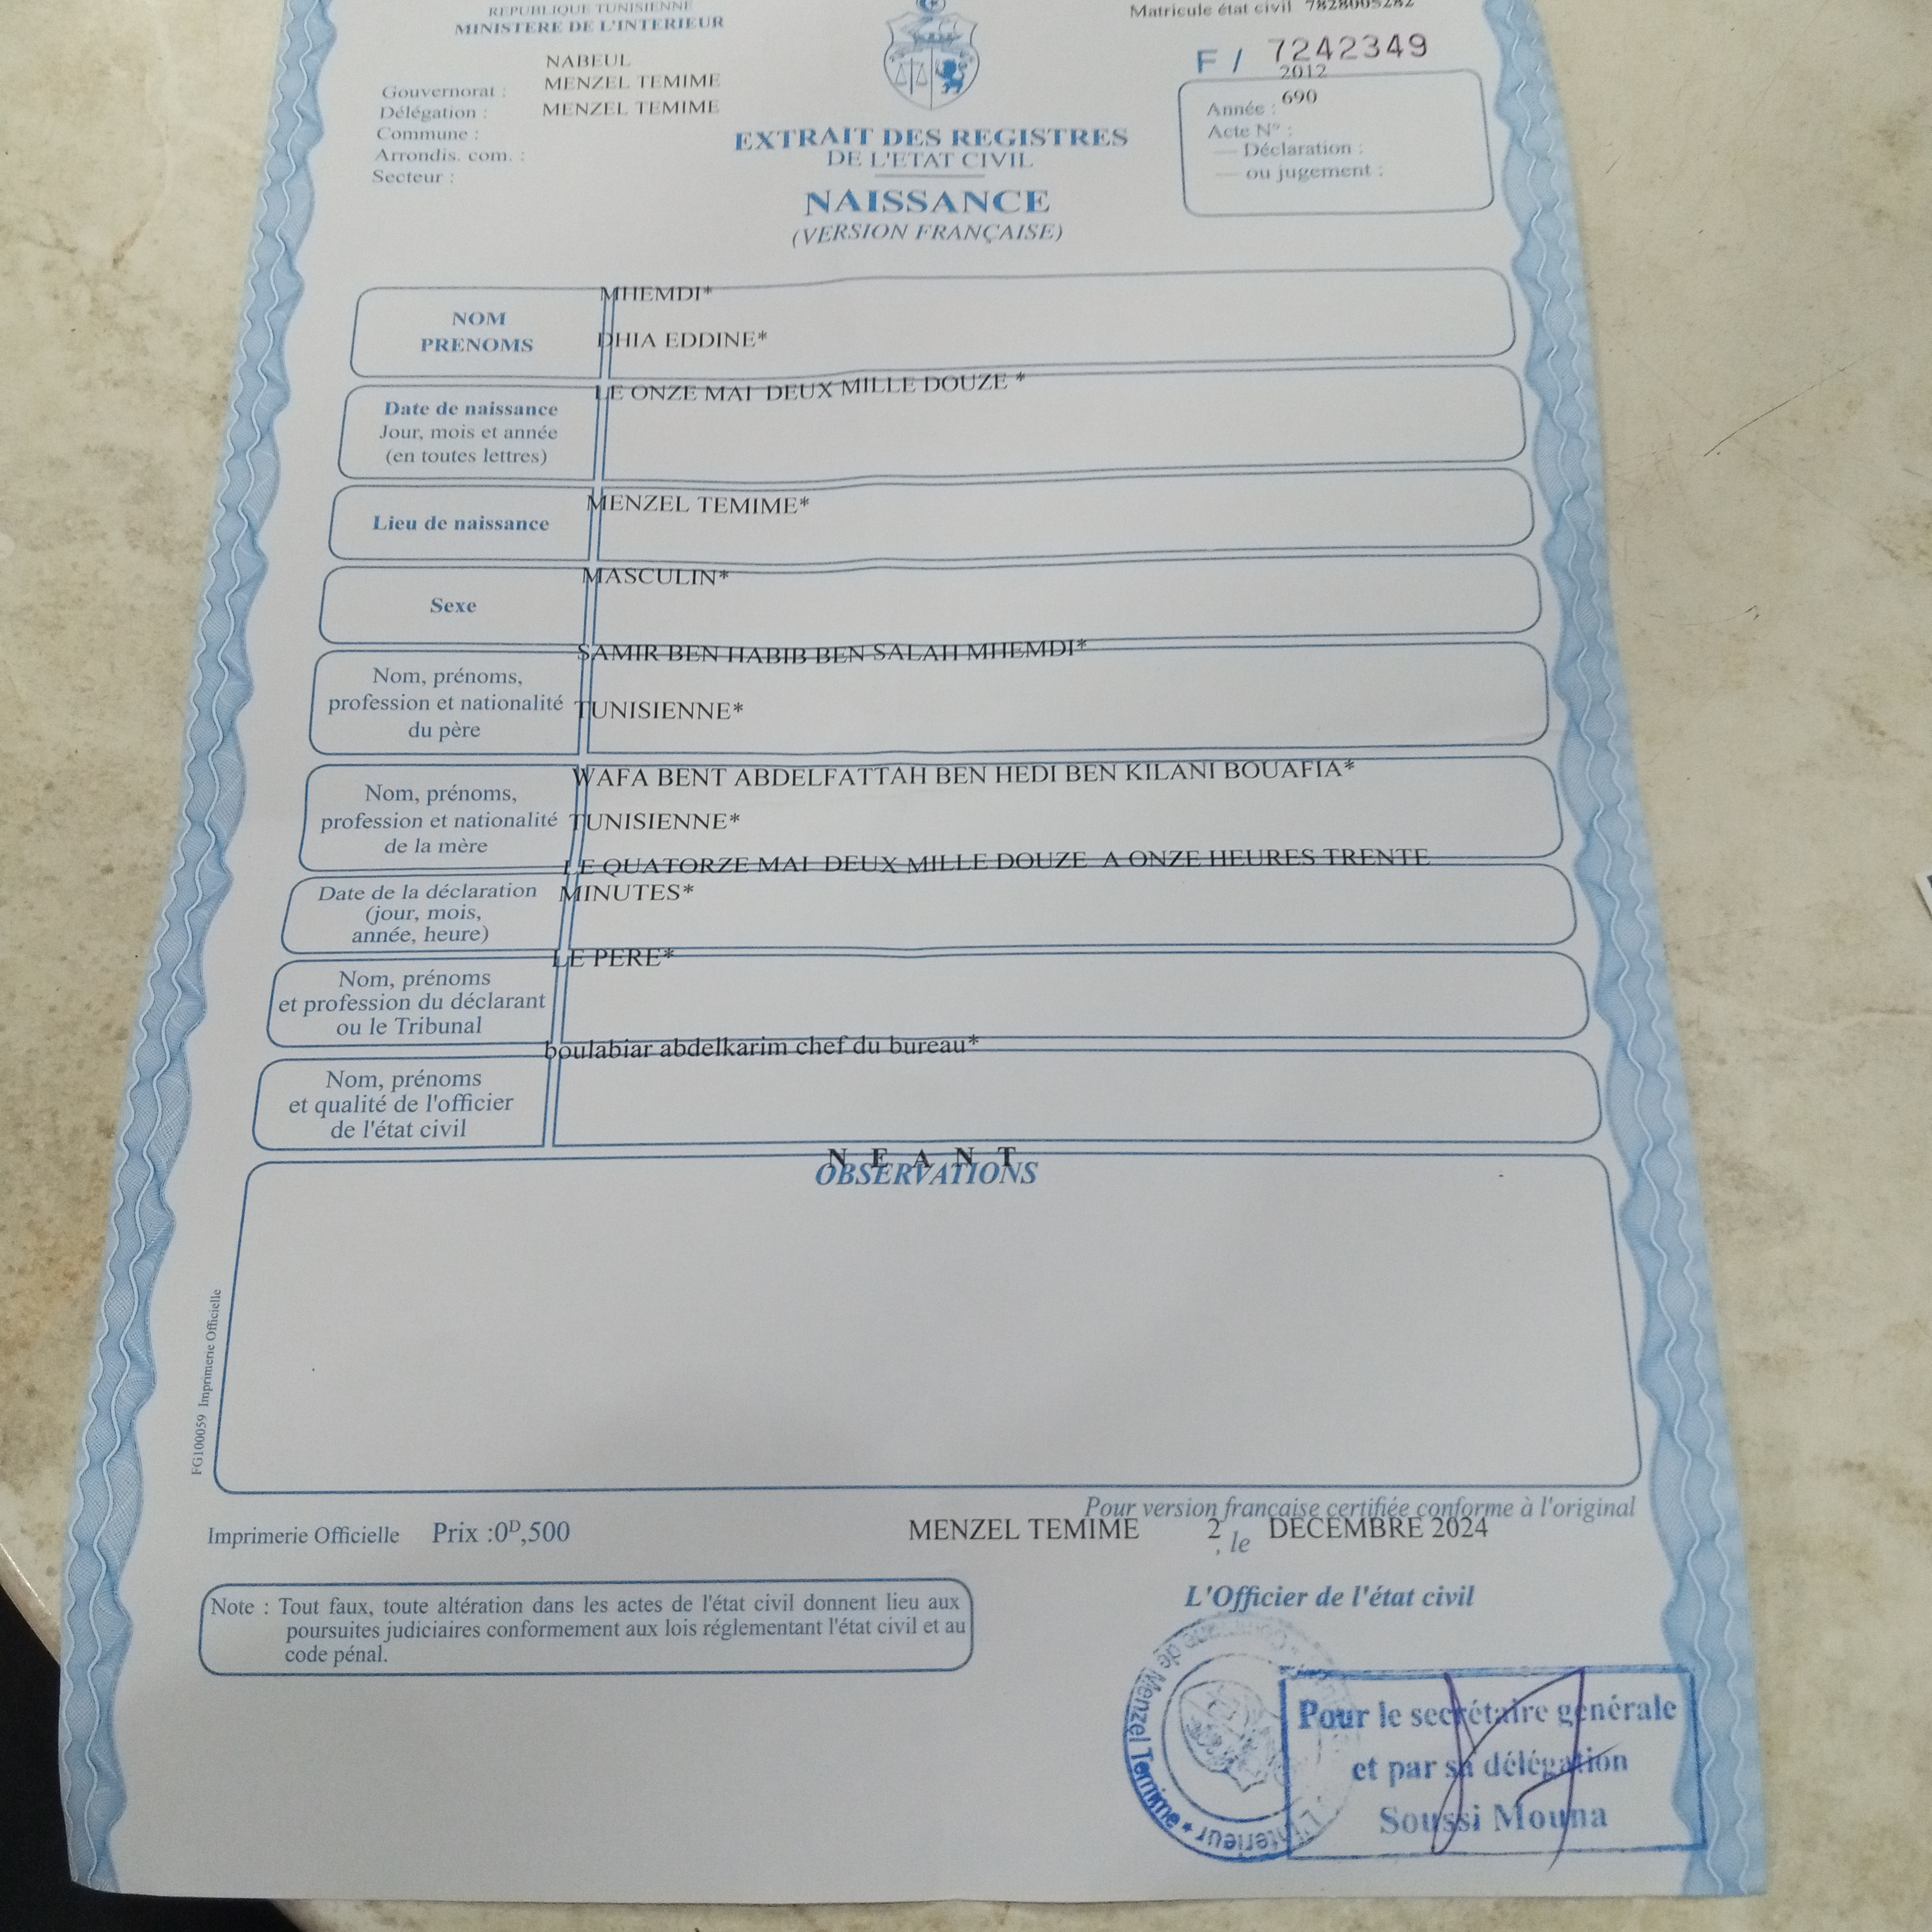 REPUBLIQUE TUNISIENNE
MINISTERE DE L'INTERIEUR
Matricule état civil 7828005282
F / 7242349
NABEUL
MENZEL TEMIME
MENZEL TEMIME
Gouvernorat :
Délégation :
Commune :
Arrondis. com. :
Secteur :
2012
690
Année :
Acte N° :
— Déclaration :
— ou jugement :
EXTRAIT DES REGISTRES
DE L'ETAT CIVIL
NAISSANCE
(VERSION FRANÇAISE)
NOM
PRENOMS
MHEMDI*
DHIA EDDINE*
Date de naissance
Jour, mois et année
(en toutes lettres)
LE ONZE MAI DEUX MILLE DOUZE *
Lieu de naissance
MENZEL TEMIME*
Sexe
MASCULIN*
Nom, prénoms,
profession et nationalité
du père
SAMIR BEN HABIB BEN SALAH MHEMDI*
TUNISIENNE*
Nom, prénoms,
profession et nationalité
de la mère
WAFA BENT ABDELFATTAH BEN HEDI BEN KILANI BOUAFIA*
TUNISIENNE*
Date de la déclaration
(jour, mois,
année, heure)
LE QUATORZE MAI DEUX MILLE DOUZE A ONZE HEURES TRENTE
MINUTES*
Nom, prénoms
et profession du déclarant
ou le Tribunal
LE PERE*
Nom, prénoms
et qualité de l'officier
de l'état civil
boulabiar abdelkarim chef du bureau*
N E A N T
OBSERVATIONS
FG100059 Imprimerie Officielle
Pour version française certifiée conforme à l'original
Imprimerie Officielle Prix :0ᴰ,500
MENZEL TEMIME , le 2 DECEMBRE 2024
Note : Tout faux, toute altération dans les actes de l'état civil donnent lieu aux
poursuites judiciaires conformement aux lois réglementant l'état civil et au
code pénal.
L'Officier de l'état civil
Commune de Menzel Temime * L'interieur
Pour le secrétaire générale
et par sa délégation
Soussi Mouna